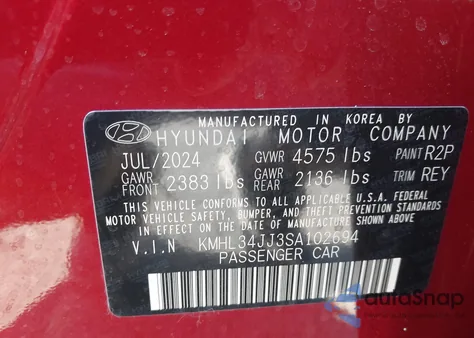 MANUFACTURED IN KOREA BY
HYUNDAI MOTOR COMPANY
JUL/2024 GVWR 4575 lbs PAINT R2P
GAWR FRONT 2383 lbs GAWR REAR 2136 lbs TRIM REY
THIS VEHICLE CONFORMS TO ALL APPLICABLE U.S.A. FEDERAL
MOTOR VEHICLE SAFETY, BUMPER, AND THEFT PREVENTION
STANDARDS IN EFFECT ON THE DATE OF MANUFACTURE SHOWN ABOVE.
V.I.N KMHL34JJ3SA102694
PASSENGER CAR
autoSnap